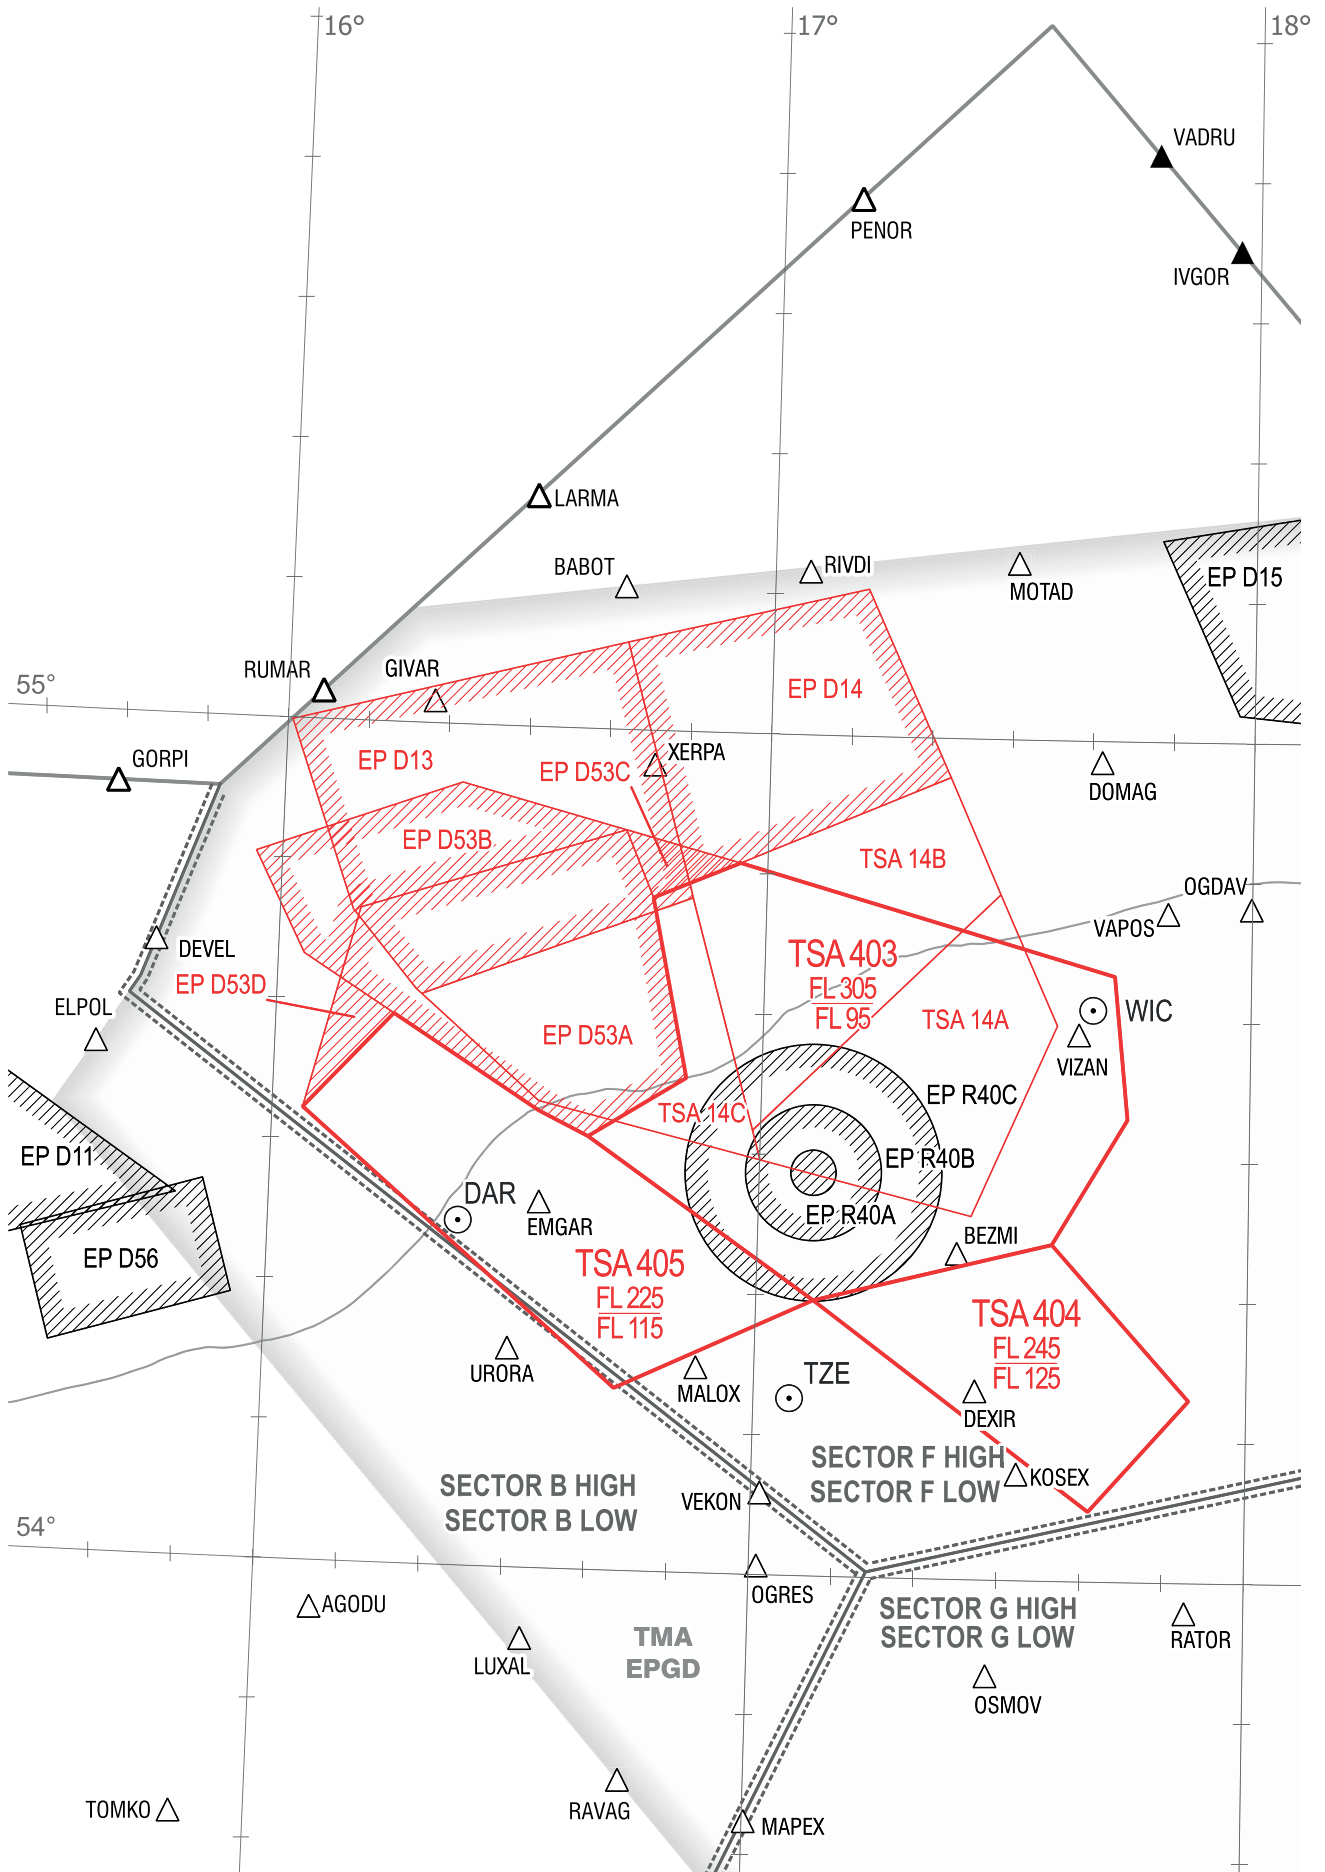 16°
17°
18°
VADRU
PENOR
IVGOR
LARMA
BABOT
RIVDI
MOTAD
EP D15
RUMAR
GIVAR
55°
EP D14
GORPI
EP D13
EP D53C
XERPA
DOMAG
EP D53B
TSA 14B
OGDAV
VAPOS
DEVEL
TSA 403
FL 305
FL 95
EP D53D
ELPOL
WIC
TSA 14A
EP D53A
VIZAN
EP R40C
TSA 14C
EP D11
EP R40B
DAR
EMGAR
EP R40A
BEZMI
EP D56
TSA 405
FL 225
FL 115
TSA 404
FL 245
FL 125
URORA
MALOX
TZE
DEXIR
SECTOR F HIGH
SECTOR F LOW
KOSEX
SECTOR B HIGH
SECTOR B LOW
VEKON
54°
OGRES
AGODU
SECTOR G HIGH
SECTOR G LOW
TMA
EPGD
RATOR
LUXAL
OSMOV
TOMKO
RAVAG
MAPEX